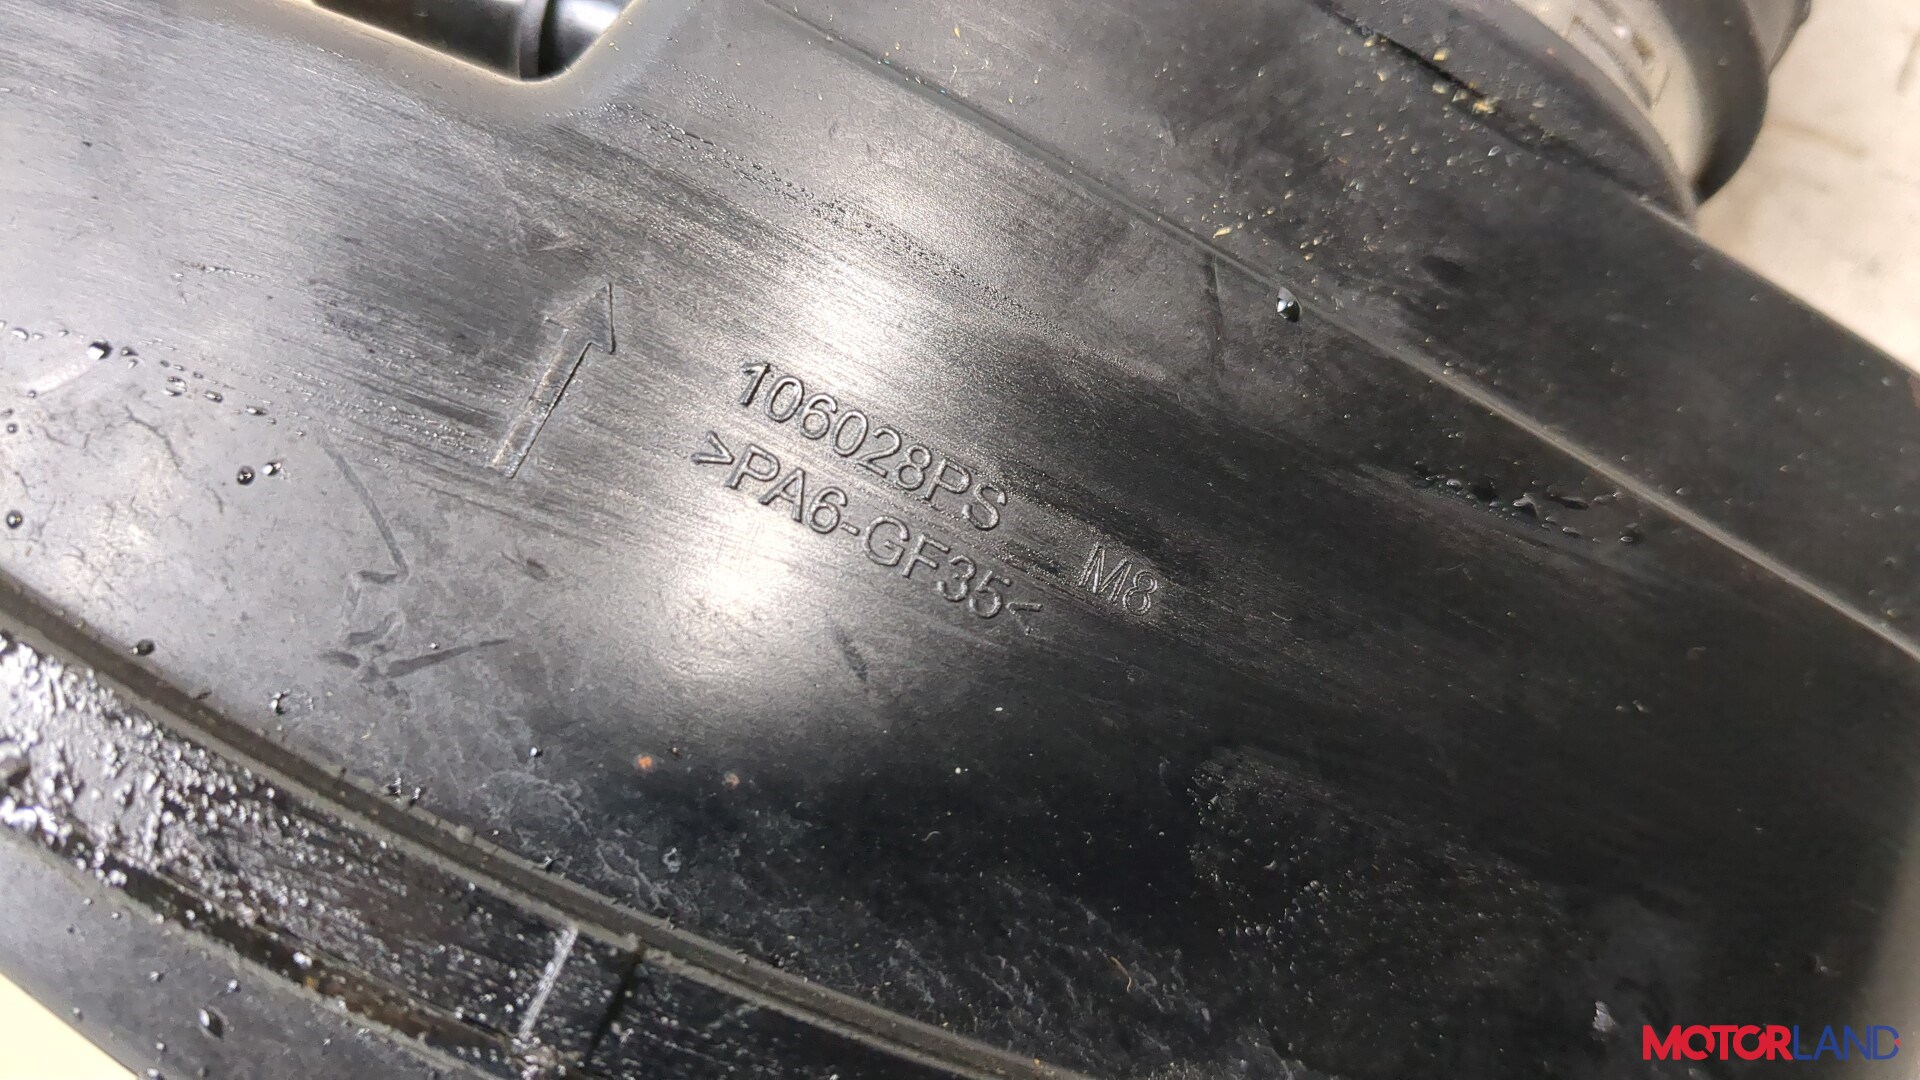 106028PS
>PA6-GF35<
M8
MOTORLAND